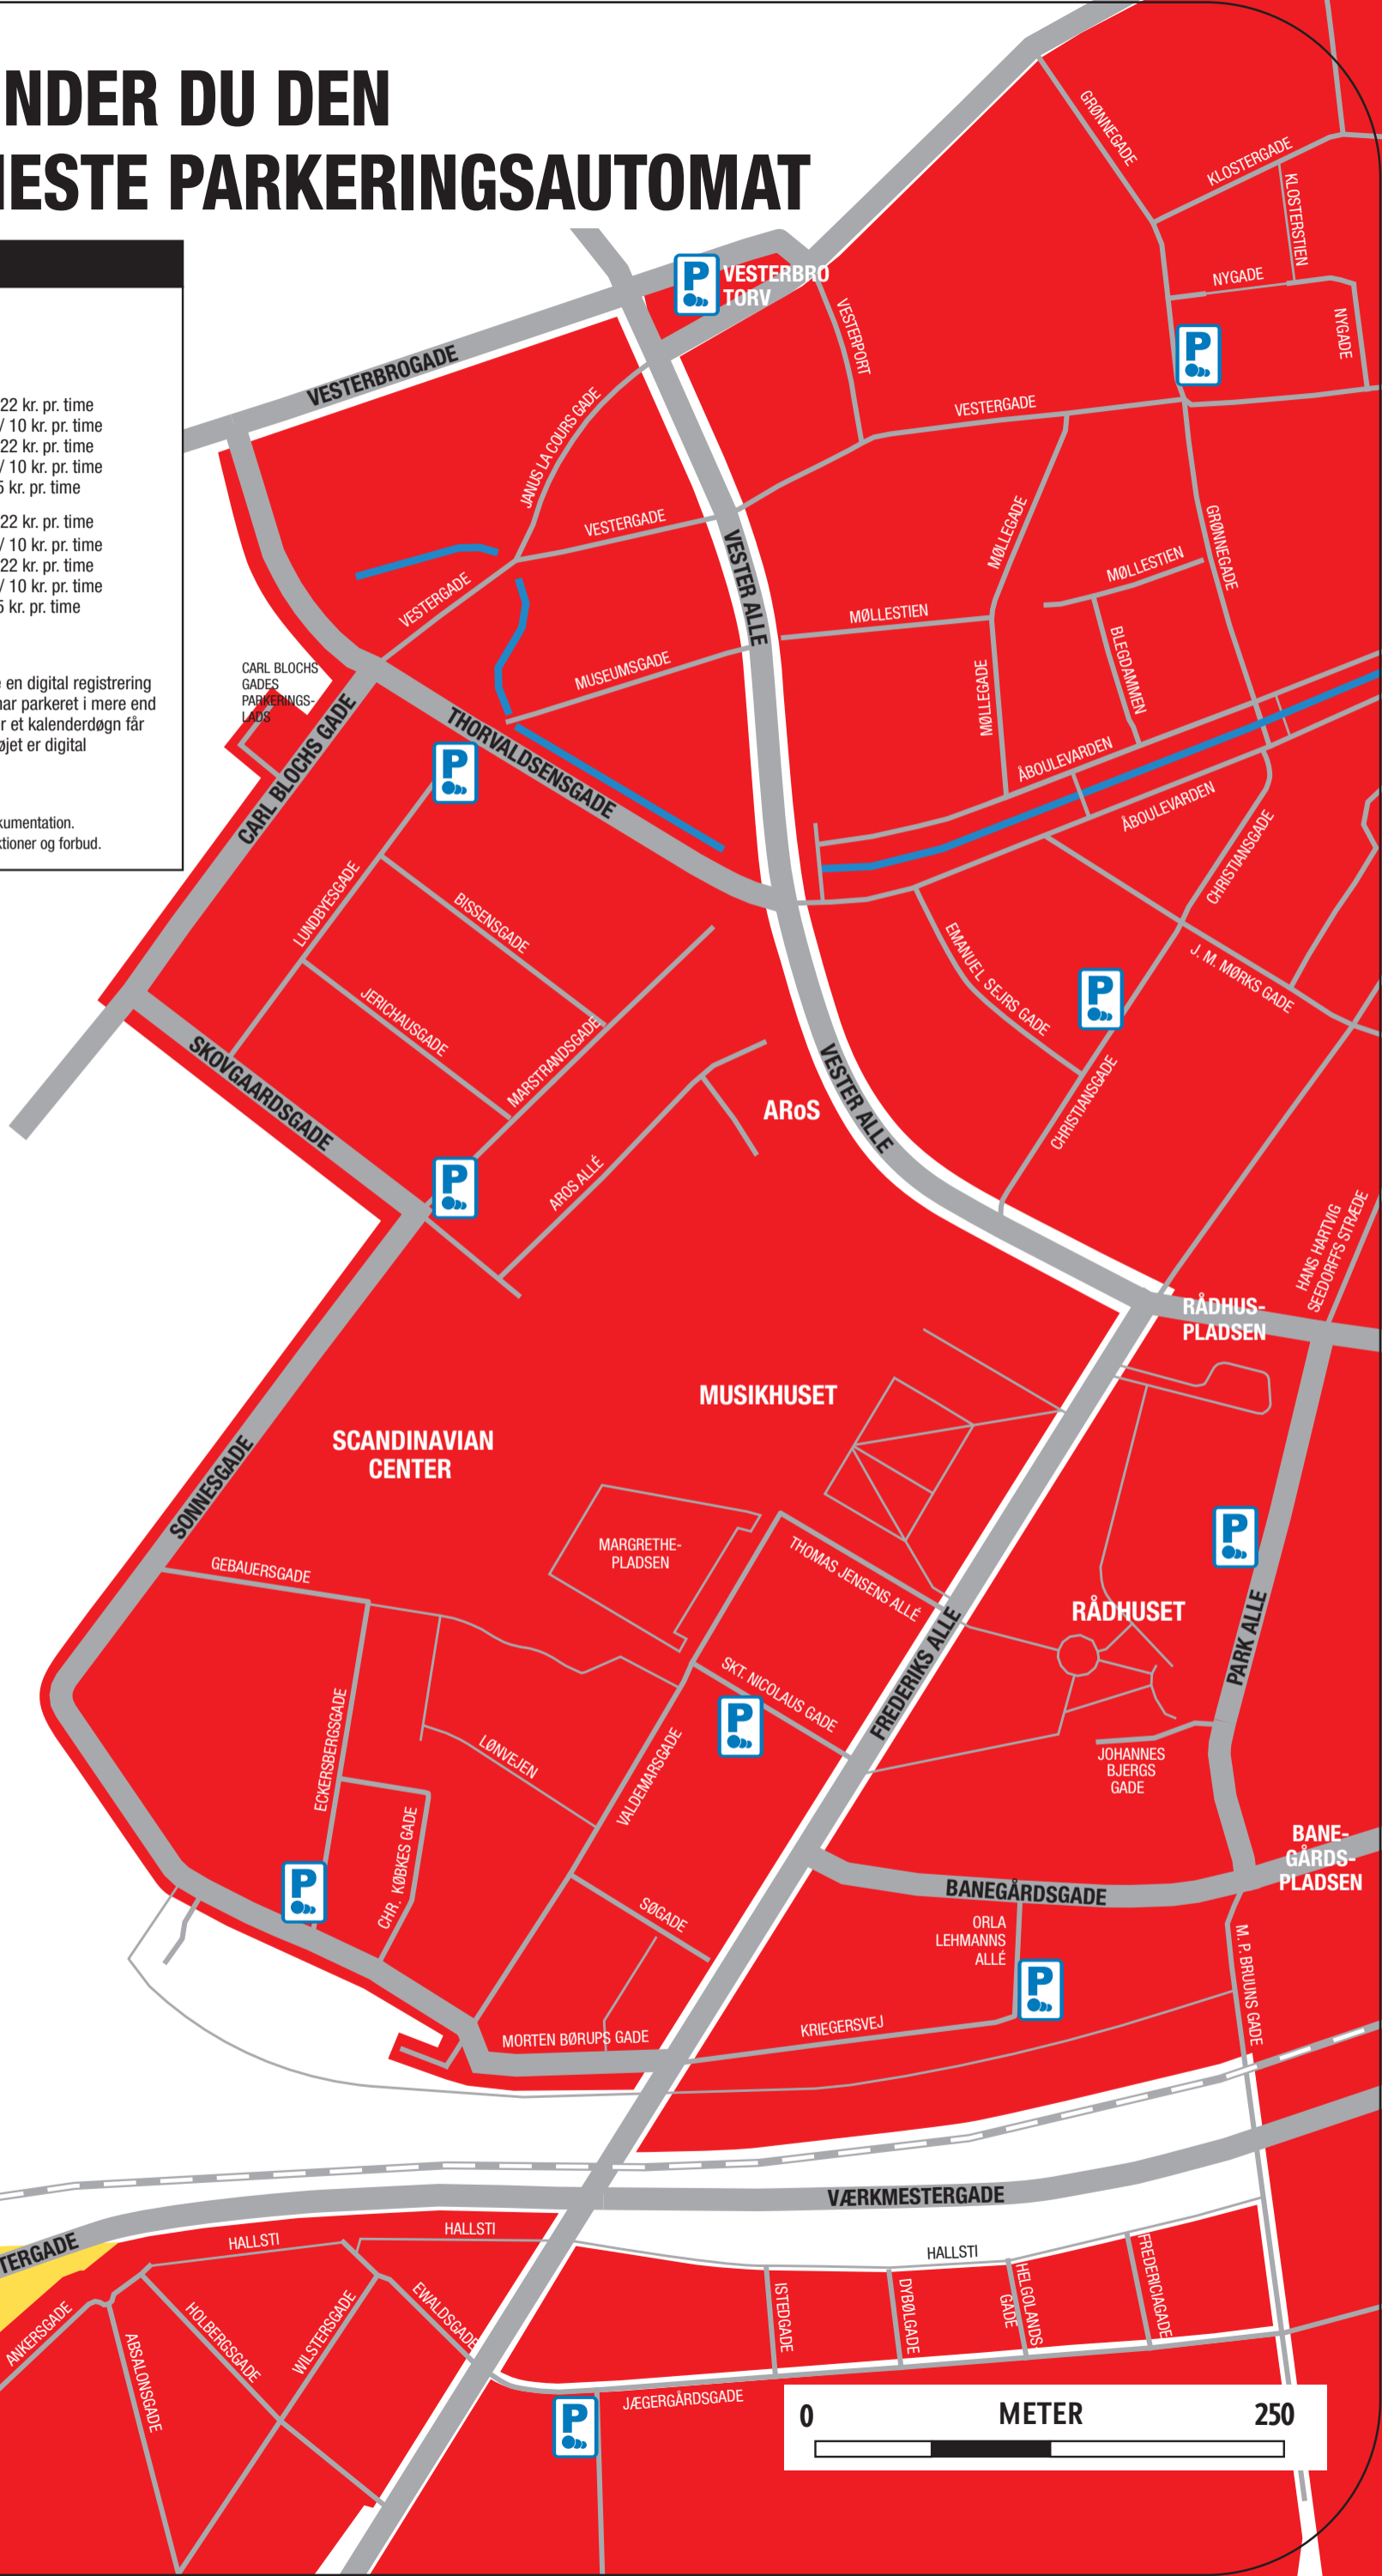 NDER DU DEN
ESTE PARKERINGSAUTOMAT
22 kr. pr. time
/ 10 kr. pr. time
22 kr. pr. time
/ 10 kr. pr. time
5 kr. pr. time
22 kr. pr. time
/ 10 kr. pr. time
22 kr. pr. time
/ 10 kr. pr. time
5 kr. pr. time
e en digital registrering
har parkeret i mere end
er et kalenderdøgn får
øjet er digital
kumentation.
ktioner og forbud.
GRØNNEGADE
KLOSTERGADE
KLOSTERSTIEN
NYGADE
NYGADE
P
VESTERBRO
TORV
VESTERPORT
P
VESTERBROGADE
JANUS LA COURS GADE
VESTERGADE
VESTERGADE
VESTERGADE
VESTER ALLE
MØLLEGADE
MØLLESTIEN
GRØNNEGADE
MØLLESTIEN
BLEGDAMMEN
MØLLEGADE
MUSEUMSGADE
CARL BLOCHS
GADES
PARKERINGS-
LADS
CARL BLOCHS GADE
THORVALDSENSGADE
P
ÅBOULEVARDEN
ÅBOULEVARDEN
CHRISTIANSGADE
LUNDBYESGADE
BISSENSGADE
EMANUEL SEJRS GADE
J. M. MØRKS GADE
P
JERICHAUSGADE
MARSTRANDSGADE
SKOVGAARDSGADE
VESTER ALLE
ARoS
CHRISTIANSGADE
P
AROS ALLÉ
HANS HARTVIG
SEEDORFFS STRÆDE
RÅDHUS-
PLADSEN
MUSIKHUSET
SCANDINAVIAN
CENTER
SONNESGADE
MARGRETHE-
PLADSEN
THOMAS JENSENS ALLÉ
P
GEBAUERSGADE
RÅDHUSET
PARK ALLE
FREDERIKS ALLE
SKT. NICOLAUS GADE
P
ECKERSBERGSGADE
LØNVEJEN
VALDEMARSGADE
JOHANNES
BJERGS
GADE
CHR. KØBKES GADE
P
BANE-
GÅRDS-
PLADSEN
BANEGÅRDSGADE
SØGADE
ORLA
LEHMANNS
ALLÉ
P
M. P. BRUUNS GADE
MORTEN BØRUPS GADE
KRIEGERSVEJ
VÆRKMESTERGADE
TERGADE
HALLSTI
HALLSTI
HALLSTI
ANKERSGADE
ABSALONSGADE
HOLBERGSGADE
WILSTERSGADE
EWALDSGADE
ISTEDGADE
DYBØLGADE
HELGOLANDS
GADE
FREDERICIAGADE
JÆGERGÅRDSGADE
P
0 METER 250